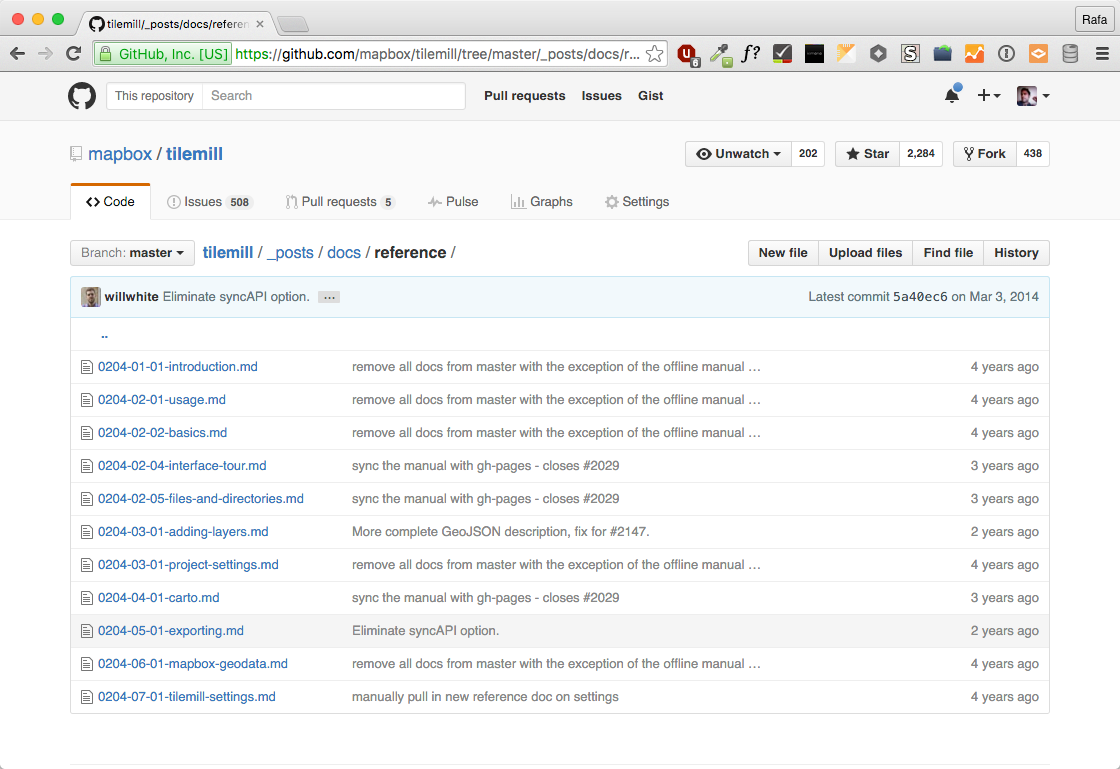 tilemill/_posts/docs/referen
Rafa
GitHub, Inc. [US] https://github.com/mapbox/tilemill/tree/master/_posts/docs/r...
6
f?
S
This repository Search Pull requests Issues Gist
mapbox / tilemill Unwatch 202 Star 2,284 Fork 438
Code Issues 508 Pull requests 5 Pulse Graphs Settings
Branch: master tilemill / _posts / docs / reference / New file Upload files Find file History
willwhite Eliminate syncAPI option. ... Latest commit 5a40ec6 on Mar 3, 2014
..
0204-01-01-introduction.md remove all docs from master with the exception of the offline manual … 4 years ago
0204-02-01-usage.md remove all docs from master with the exception of the offline manual … 4 years ago
0204-02-02-basics.md remove all docs from master with the exception of the offline manual … 4 years ago
0204-02-04-interface-tour.md sync the manual with gh-pages - closes #2029 3 years ago
0204-02-05-files-and-directories.md sync the manual with gh-pages - closes #2029 3 years ago
0204-03-01-adding-layers.md More complete GeoJSON description, fix for #2147. 2 years ago
0204-03-01-project-settings.md remove all docs from master with the exception of the offline manual … 4 years ago
0204-04-01-carto.md sync the manual with gh-pages - closes #2029 3 years ago
0204-05-01-exporting.md Eliminate syncAPI option. 2 years ago
0204-06-01-mapbox-geodata.md remove all docs from master with the exception of the offline manual … 4 years ago
0204-07-01-tilemill-settings.md manually pull in new reference doc on settings 4 years ago